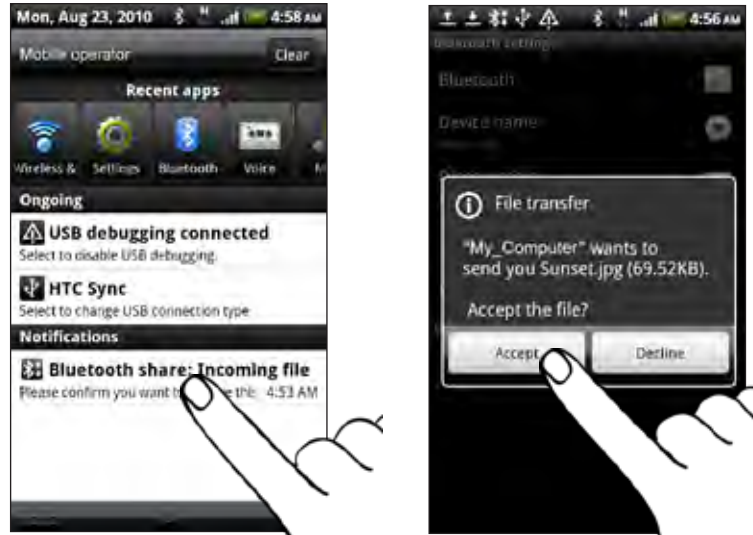 Mon, Aug 23, 2010
4:58 AM
Mobile operator
Clear
Recent apps
Wireless &
Settings
Bluetooth
Voice
M
Ongoing
USB debugging connected
Select to disable USB debugging.
HTC Sync
Select to change USB connection type
Notifications
Bluetooth share: Incoming file
Please confirm you want
4:53 AM
H
4:56 AM
Bluetooth setting
Bluetooth
Device name
File transfer
"My_Computer" wants to
send you Sunset.jpg (69.52KB).
Accept the file?
Accept
Decline